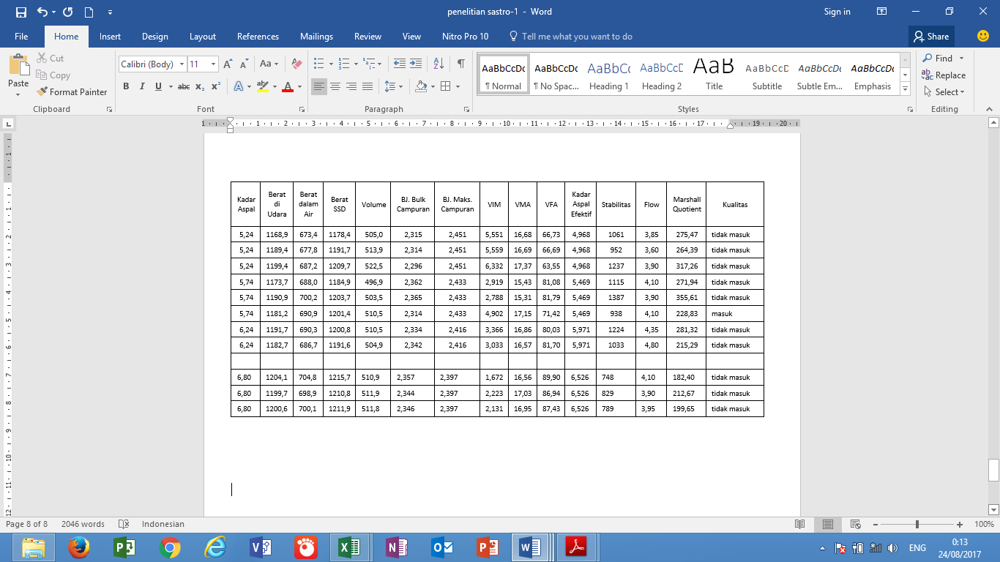 penelitian sastro-1 - Word
Sign in
File Home Insert Design Layout References Mailings Review View Nitro Pro 10 Tell me what you want to do Share
Paste
Cut
Copy
Format Painter
Clipboard
Calibri (Body) 11
Font
Paragraph
AaBbCcDc AaBbCcDc AaBbCc AaBbCcD AaB AaBbCcD AaBbCcDc AaBbCcDc
¶ Normal ¶ No Spac... Heading 1 Heading 2 Title Subtitle Subtle Em... Emphasis
Styles
Find
Replace
Select
Editing
1 1 2 3 4 5 6 7 8 9 10 11 12 13 14 15 16 17 19 20
Kadar Aspal Berat di Udara Berat dalam Air Berat SSD Volume BJ. Bulk Campuran BJ. Maks. Campuran VIM VMA VFA Kadar Aspal Efektif Stabilitas Flow Marshall Quotient Kualitas
5,24 1168,9 673,4 1178,4 505,0 2,315 2,451 5,551 16,68 66,73 4,968 1061 3,85 275,47 tidak masuk
5,24 1189,4 677,8 1191,7 513,9 2,314 2,451 5,559 16,69 66,69 4,968 952 3,60 264,39 tidak masuk
5,24 1199,4 687,2 1209,7 522,5 2,296 2,451 6,332 17,37 63,55 4,968 1237 3,90 317,26 tidak masuk
5,74 1173,7 688,0 1184,9 496,9 2,362 2,433 2,919 15,43 81,08 5,469 1115 4,10 271,94 tidak masuk
5,74 1190,9 700,2 1203,7 503,5 2,365 2,433 2,788 15,31 81,79 5,469 1387 3,90 355,61 tidak masuk
5,74 1181,2 690,9 1201,4 510,5 2,314 2,433 4,902 17,15 71,42 5,469 938 4,10 228,83 masuk
6,24 1191,7 690,3 1200,8 510,5 2,334 2,416 3,366 16,86 80,03 5,971 1224 4,35 281,32 tidak masuk
6,24 1182,7 686,7 1191,6 504,9 2,342 2,416 3,033 16,57 81,70 5,971 1033 4,80 215,29 tidak masuk
6,80 1204,1 704,8 1215,7 510,9 2,357 2,397 1,672 16,56 89,90 6,526 748 4,10 182,40 tidak masuk
6,80 1199,7 698,9 1210,8 511,9 2,344 2,397 2,223 17,03 86,94 6,526 829 3,90 212,67 tidak masuk
6,80 1200,6 700,1 1211,9 511,8 2,346 2,397 2,131 16,95 87,43 6,526 789 3,95 199,65 tidak masuk
Page 8 of 8 2046 words Indonesian 100%
ENG
0:13
24/08/2017